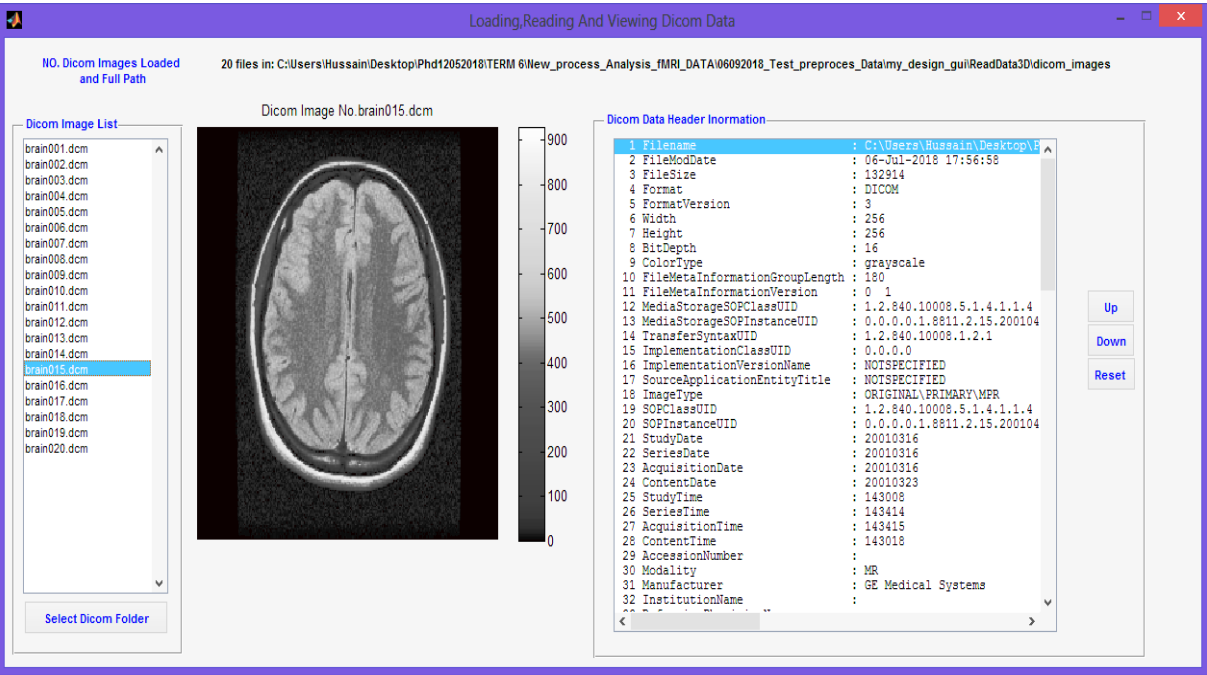 Loading,Reading And Viewing Dicom Data
NO. Dicom Images Loaded
and Full Path
20 files in: C:\Users\Hussain\Desktop\Phd12052018\TERM 6\New_process_Analysis_fMRI_DATA\06092018_Test_preproces_Data\my_design_gui\ReadData3D\dicom_images
Dicom Image List
brain001.dcm
brain002.dcm
brain003.dcm
brain004.dcm
brain005.dcm
brain006.dcm
brain007.dcm
brain008.dcm
brain009.dcm
brain010.dcm
brain011.dcm
brain012.dcm
brain013.dcm
brain014.dcm
brain015.dcm
brain016.dcm
brain017.dcm
brain018.dcm
brain019.dcm
brain020.dcm
Select Dicom Folder
Dicom Image No.brain015.dcm
900
800
700
600
500
400
300
200
100
0
Dicom Data Header Inormation
1 Filename : C:\Users\Hussain\Desktop\P
2 FileModDate : 06-Jul-2018 17:56:58
3 FileSize : 132914
4 Format : DICOM
5 FormatVersion : 3
6 Width : 256
7 Height : 256
8 BitDepth : 16
9 ColorType : grayscale
10 FileMetaInformationGroupLength : 180
11 FileMetaInformationVersion : 0 1
12 MediaStorageSOPClassUID : 1.2.840.10008.5.1.4.1.1.4
13 MediaStorageSOPInstanceUID : 0.0.0.0.1.8811.2.15.200104
14 TransferSyntaxUID : 1.2.840.10008.1.2.1
15 ImplementationClassUID : 0.0.0.0
16 ImplementationVersionName : NOTSPECIFIED
17 SourceApplicationEntityTitle : NOTSPECIFIED
18 ImageType : ORIGINAL\PRIMARY\MPR
19 SOPClassUID : 1.2.840.10008.5.1.4.1.1.4
20 SOPInstanceUID : 0.0.0.0.1.8811.2.15.200104
21 StudyDate : 20010316
22 SeriesDate : 20010316
23 AcquisitionDate : 20010316
24 ContentDate : 20010323
25 StudyTime : 143008
26 SeriesTime : 143414
27 AcquisitionTime : 143415
28 ContentTime : 143018
29 AccessionNumber :
30 Modality : MR
31 Manufacturer : GE Medical Systems
32 InstitutionName :
Up
Down
Reset